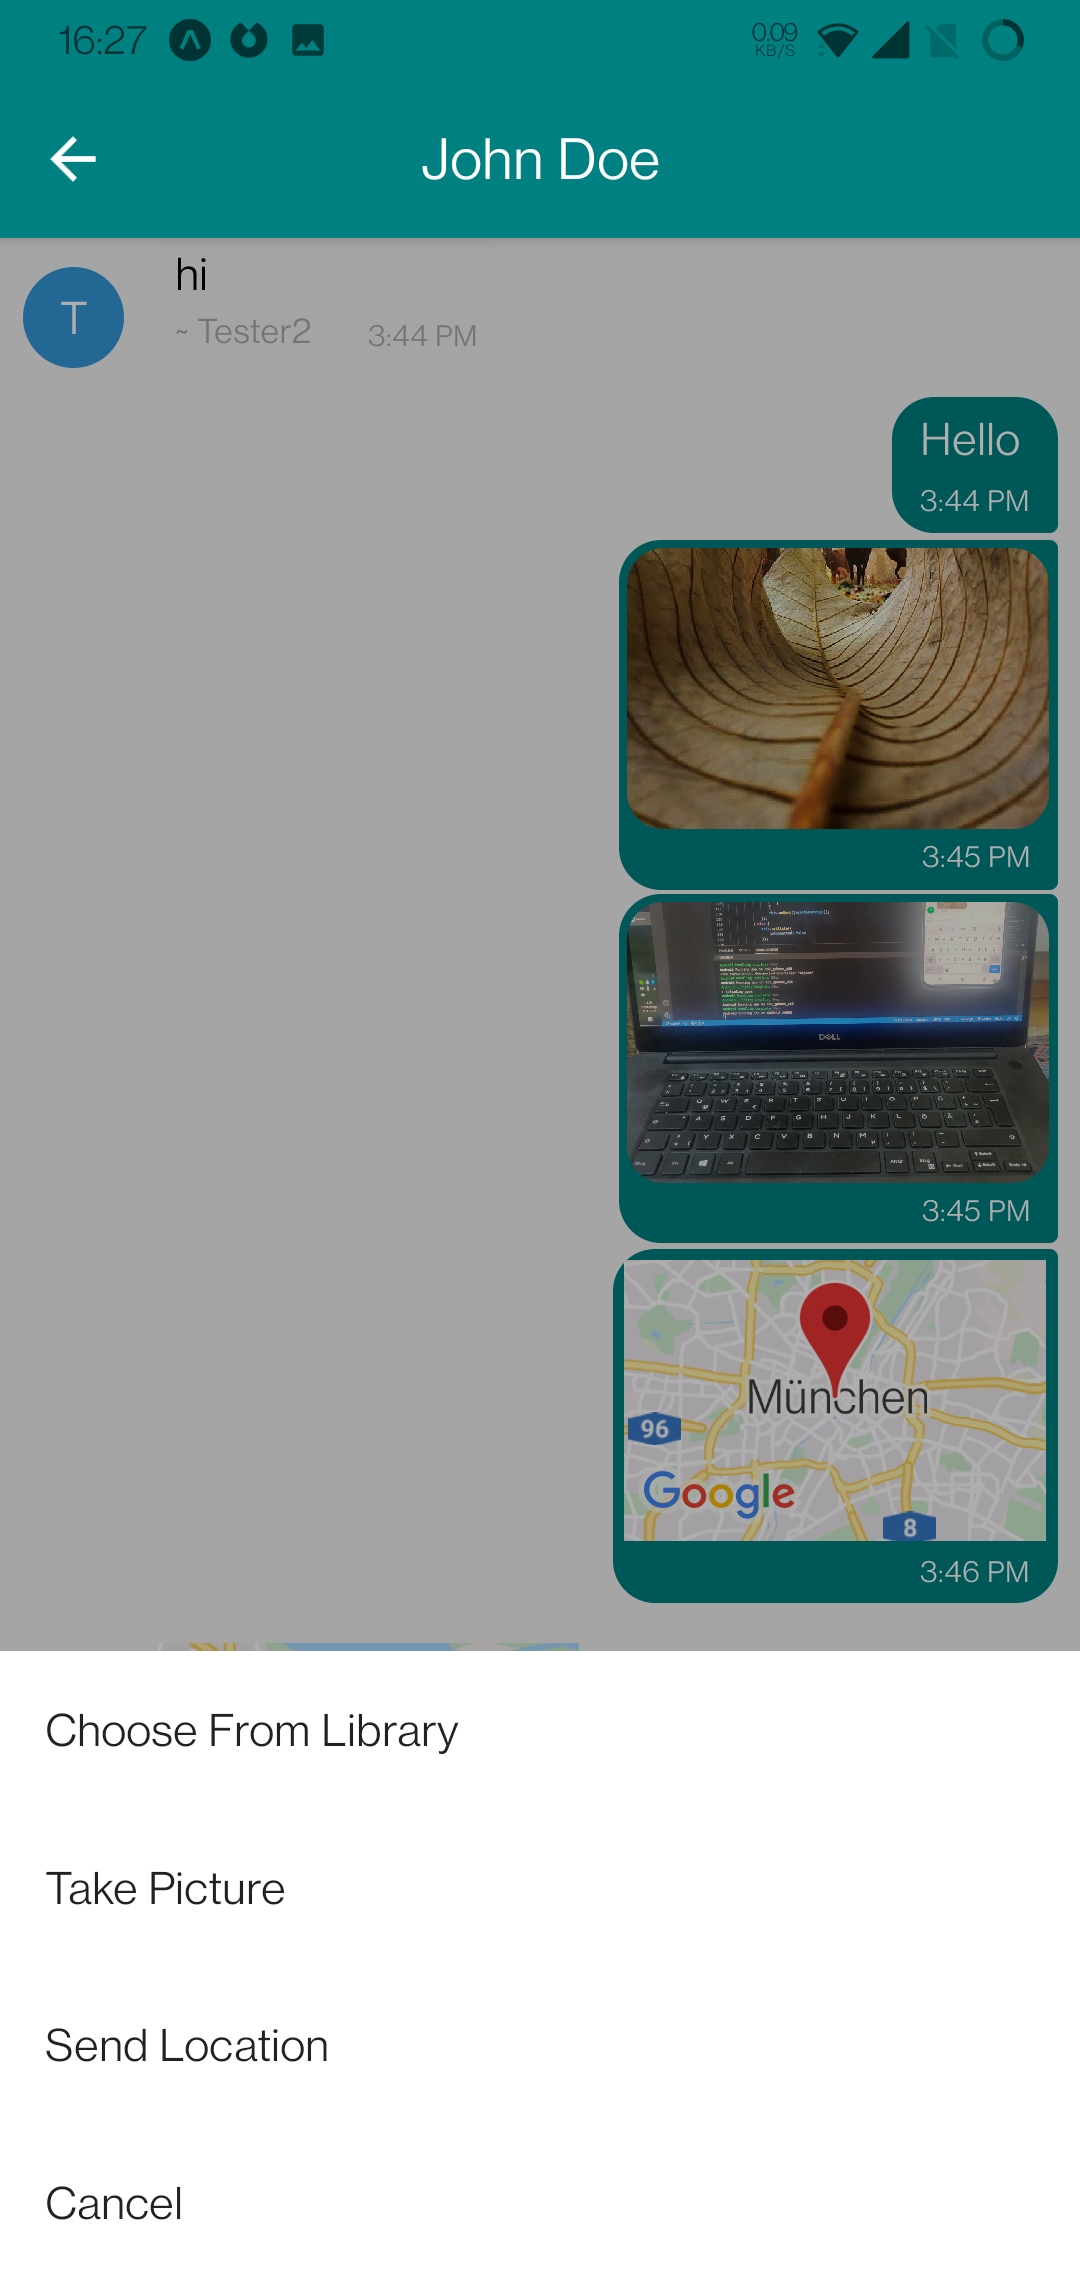 16:27
0.09
KB/S
John Doe
hi
T
~ Tester2 3:44 PM
Hello
3:44 PM
3:45 PM
DELL
3:45 PM
München
96
Google
8
3:46 PM
Choose From Library
Take Picture
Send Location
Cancel